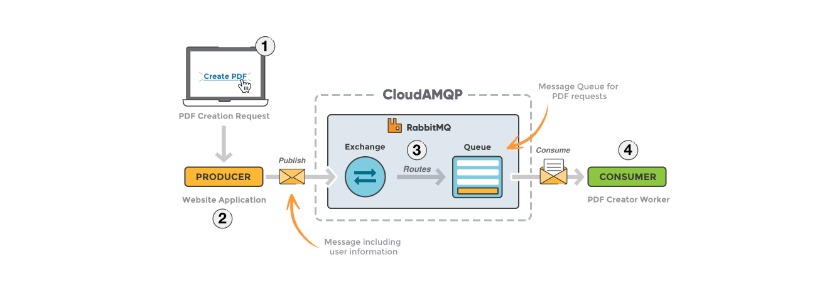 1
Create PDF
PDF Creation Request
CloudAMQP
Message Queue for
PDF requests
RabbitMQ
Exchange
3
Queue
Routes
Publish
Consume
4
PRODUCER
CONSUMER
Website Application
PDF Creator Worker
2
Message including
user information